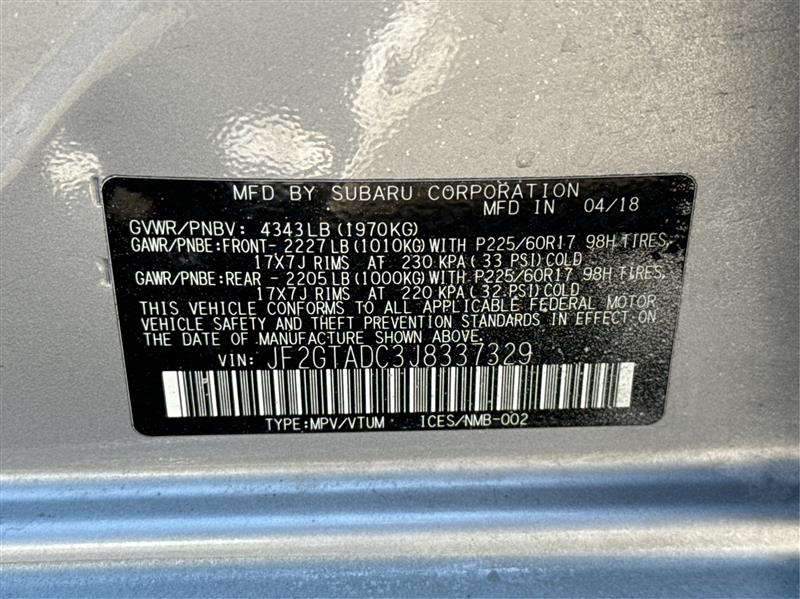 MFD BY SUBARU CORPORATION
MFD IN 04/18
GVWR/PNBV: 4343LB(1970KG)
GAWR/PNBE:FRONT- 2227LB(1010KG)WITH P225/60R17 98H TIRES,
17X7J RIMS AT 230 KPA( 33 PSI)COLD
GAWR/PNBE:REAR - 2205LB(1000KG)WITH P225/60R17 98H TIRES,
17X7J RIMS AT 220 KPA( 32 PSI)COLD
THIS VEHICLE CONFORMS TO ALL APPLICABLE FEDERAL MOTOR
VEHICLE SAFETY AND THEFT PREVENTION STANDARDS IN EFFECT ON
THE DATE OF MANUFACTURE SHOWN ABOVE.
VIN: JF2GTADC3J8337329
TYPE:MPV/VTUM ICES/NMB-002